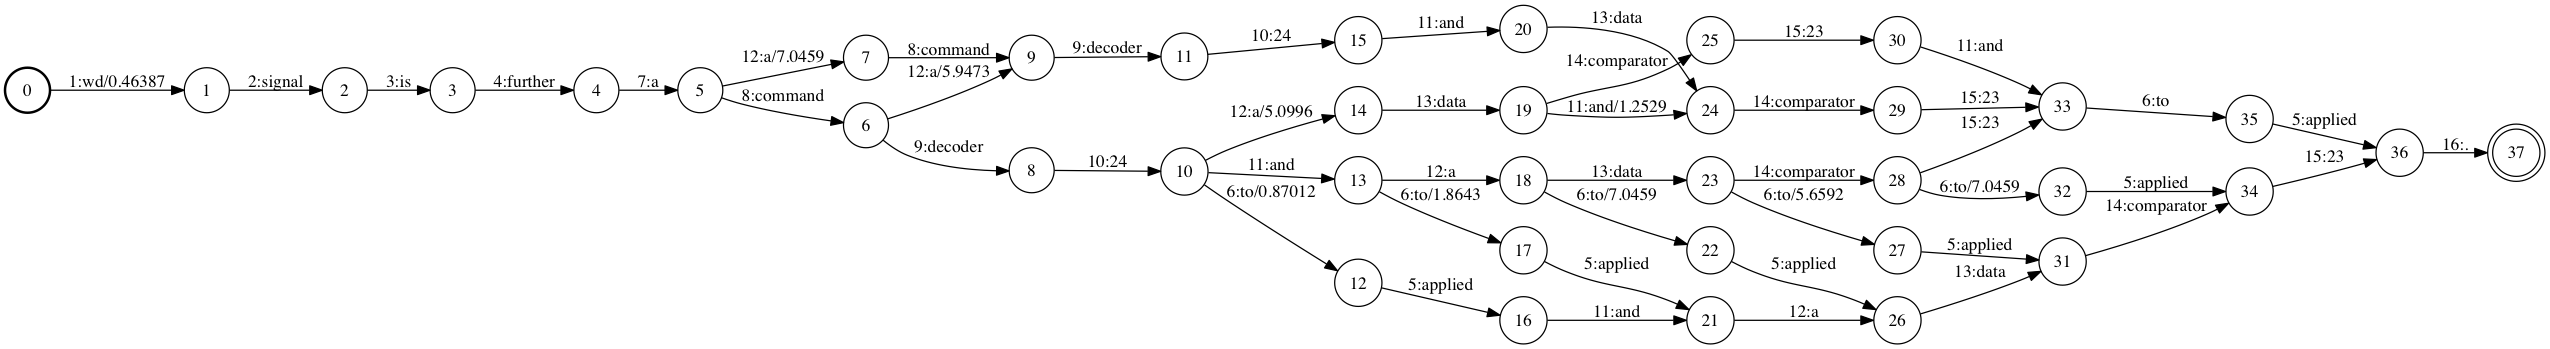 0 1:wd/0.46387 1 2:signal 2 3:is 3 4:further 4 7:a 5
12:a/7.0459 7 8:command 9 9:decoder 11 10:24 15 11:and 20 13:data
8:command 6 12:a/5.9473
9:decoder 8 10:24 10
12:a/5.0996 14 13:data 19 14:comparator 25 15:23 30 11:and
11:and/1.2529 24 14:comparator 29 15:23 33 6:to 35 5:applied 36 16:. 37
11:and 13 12:a 18 13:data 23 14:comparator 28 15:23
6:to/7.0459 32 5:applied 34 15:23
6:to/1.8643 17 5:applied
6:to/7.0459 22 5:applied
6:to/5.6592 27 5:applied 31 14:comparator
6:to/0.87012 12 5:applied 16 11:and 21 12:a 26 13:data